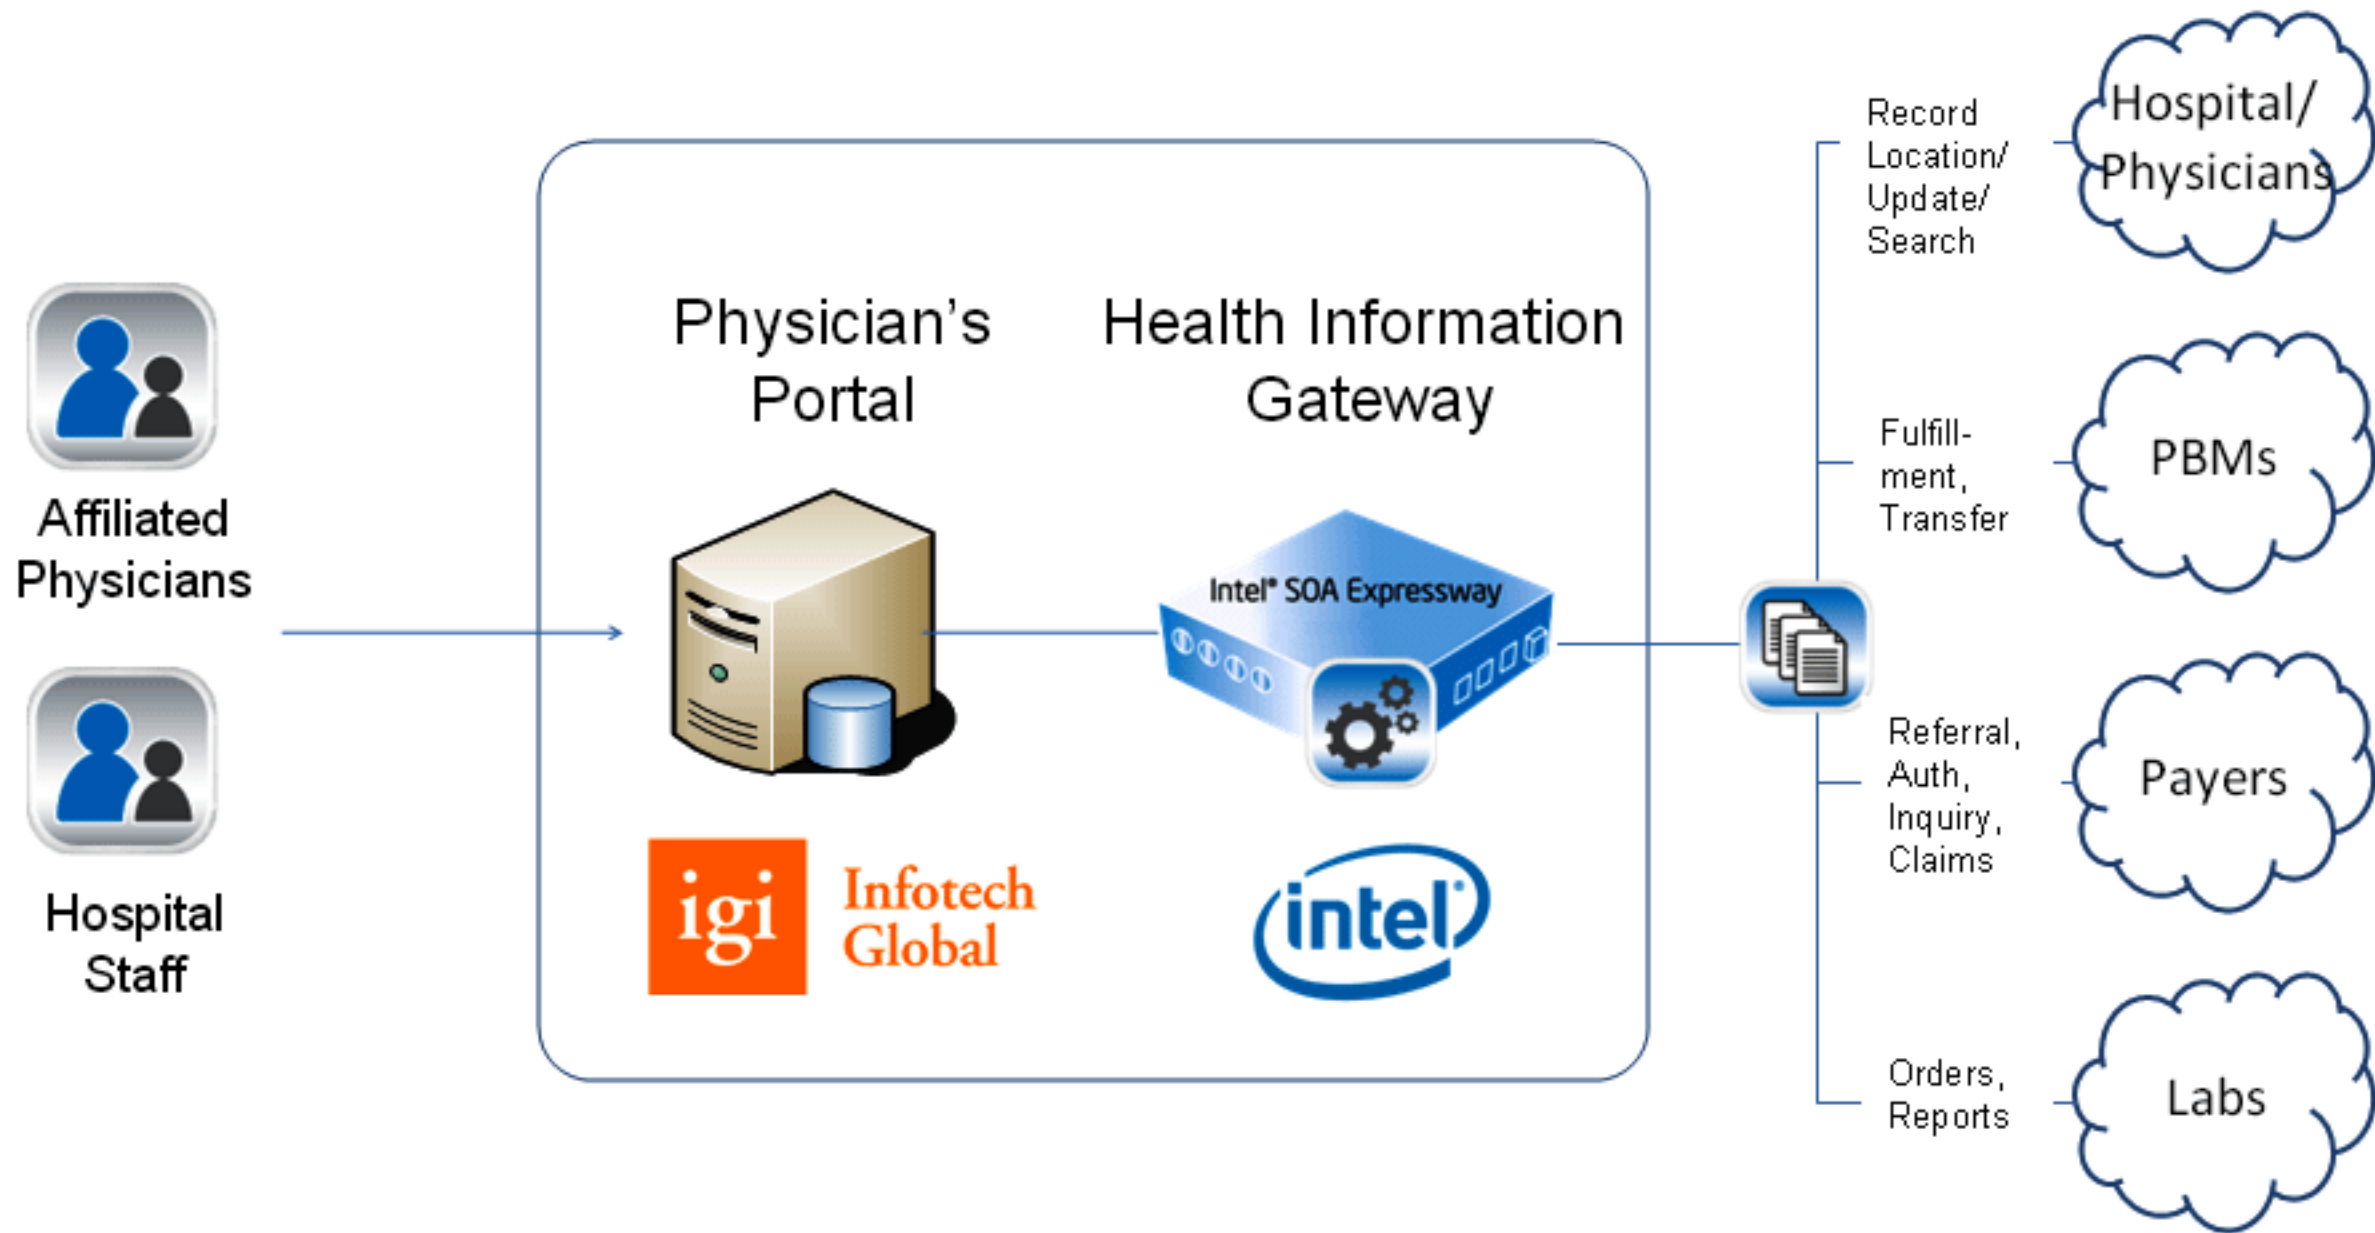 Affiliated
Physicians
Hospital
Staff
Physician's
Portal
igi
Infotech
Global
Health Information
Gateway
Intel® SOA Expressway
intel®
Record
Location/
Update/
Search
Hospital/
Physicians
Fulfill-
ment,
Transfer
PBMs
Referral,
Auth,
Inquiry,
Claims
Payers
Orders,
Reports
Labs